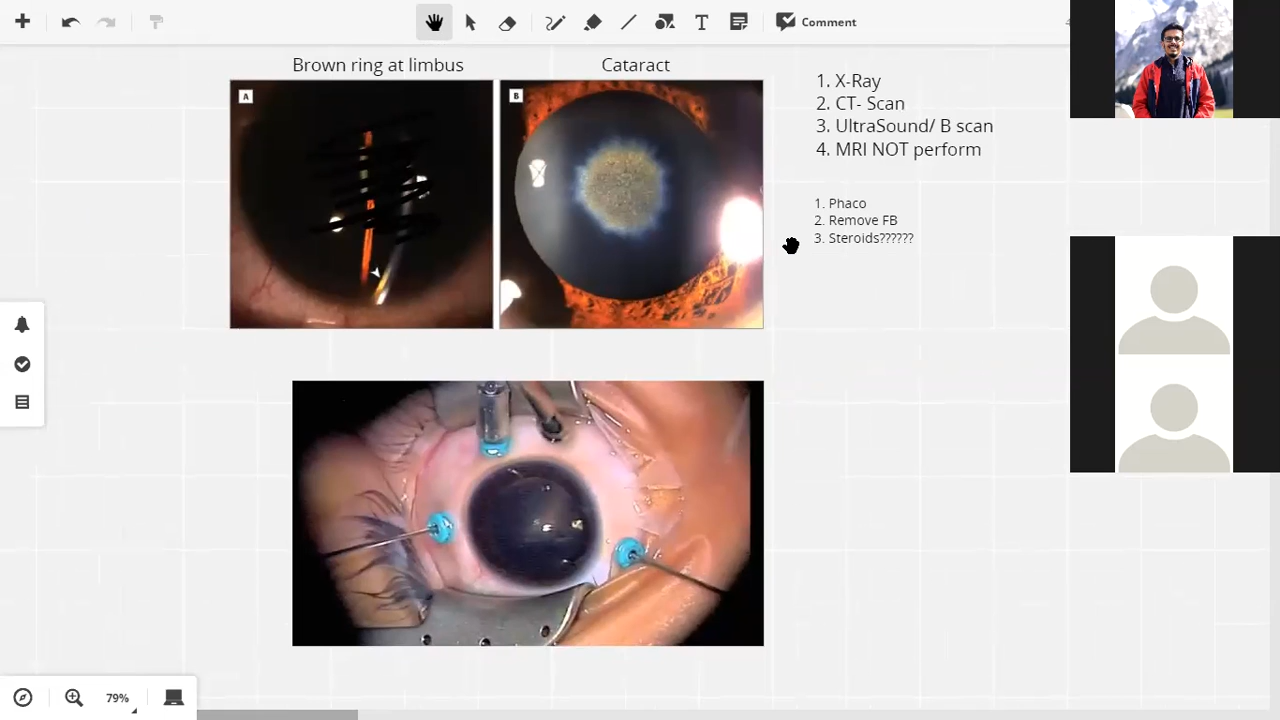 Comment
Brown ring at limbus
Cataract
A
B
1. X-Ray
2. CT- Scan
3. UltraSound/ B scan
4. MRI NOT perform
1. Phaco
2. Remove FB
3. Steroids??????
79%